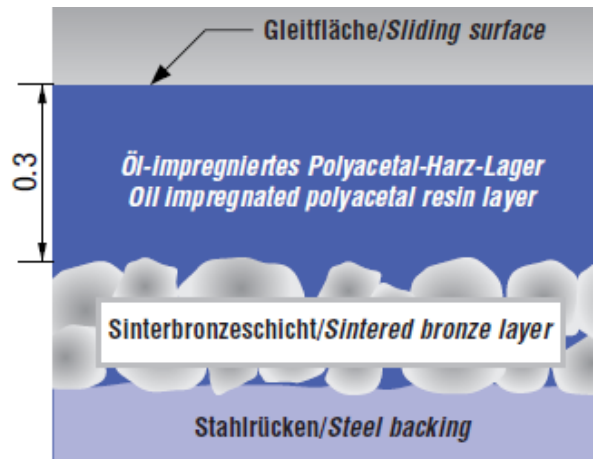 Gleitfläche/Sliding surface
0.3
Öl-impregniertes Polyacetal-Harz-Lager
Oil impregnated polyacetal resin layer
Sinterbronzeschicht/Sintered bronze layer
Stahlrücken/Steel backing